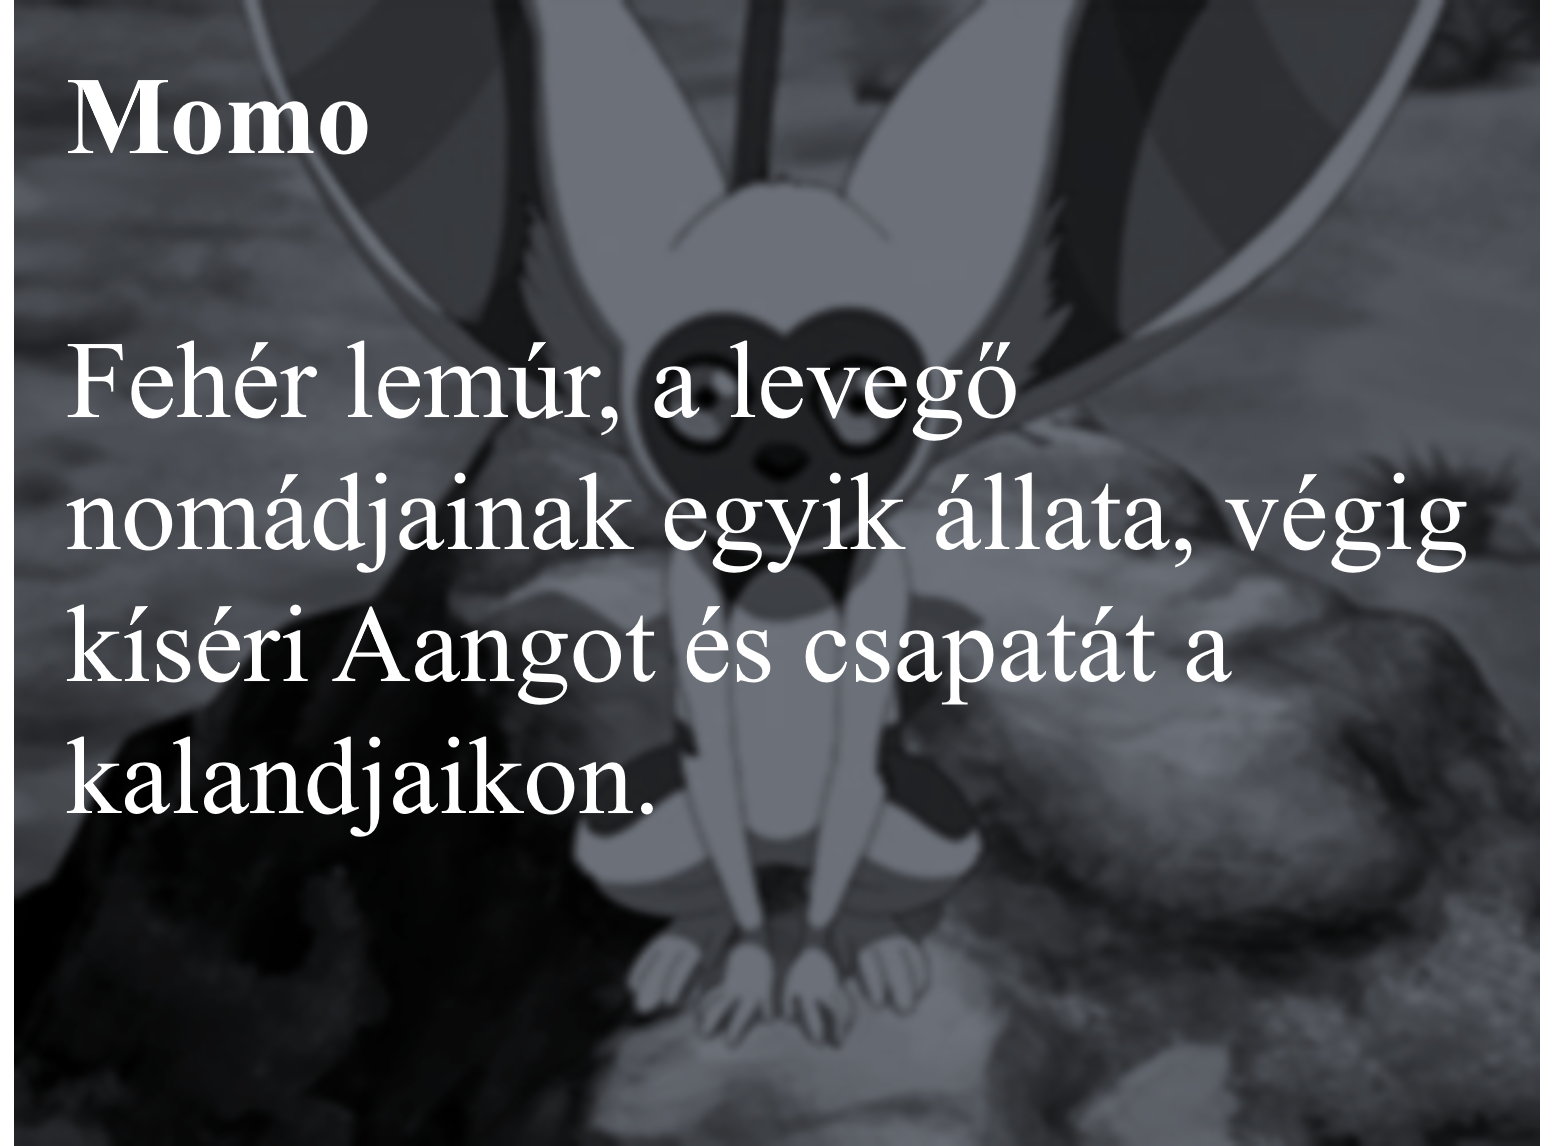 Momo
Fehér lemúr, a levegő
nomádjainak egyik állata, végig
kíséri Aangot és csapatát a
kalandjaikon.